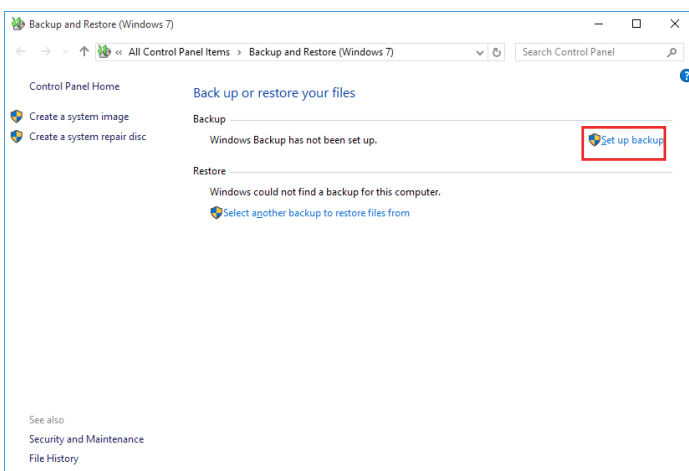 Backup and Restore (Windows 7)
« All Control Panel Items > Backup and Restore (Windows 7)
Search Control Panel
?
Control Panel Home
Create a system image
Create a system repair disc
Back up or restore your files
Backup
Windows Backup has not been set up.
Set up backup
Restore
Windows could not find a backup for this computer.
Select another backup to restore files from
See also
Security and Maintenance
File History